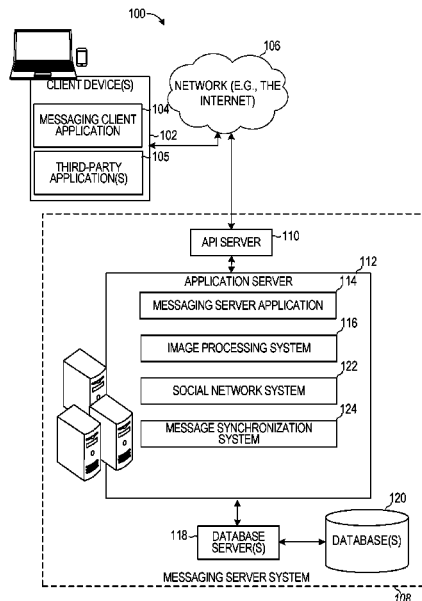 100
106
CLIENT DEVICE(S)
104
MESSAGING CLIENT
APPLICATION
102
105
THIRD-PARTY
APPLICATION(S)
NETWORK (E.G., THE
INTERNET)
API SERVER
110
112
APPLICATION SERVER
114
MESSAGING SERVER APPLICATION
116
IMAGE PROCESSING SYSTEM
122
SOCIAL NETWORK SYSTEM
124
MESSAGE SYNCHRONIZATION
SYSTEM
118
DATABASE
SERVER(S)
120
DATABASE(S)
MESSAGING SERVER SYSTEM
108